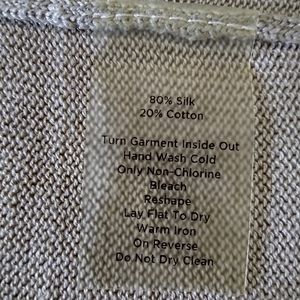 80% Silk
20% Cotton
Turn Garment Inside Out
Hand Wash Cold
Only Non-Chlorine
Bleach
Reshape
Lay Flat To Dry
Warm Iron
On Reverse
Do Not Dry Clean